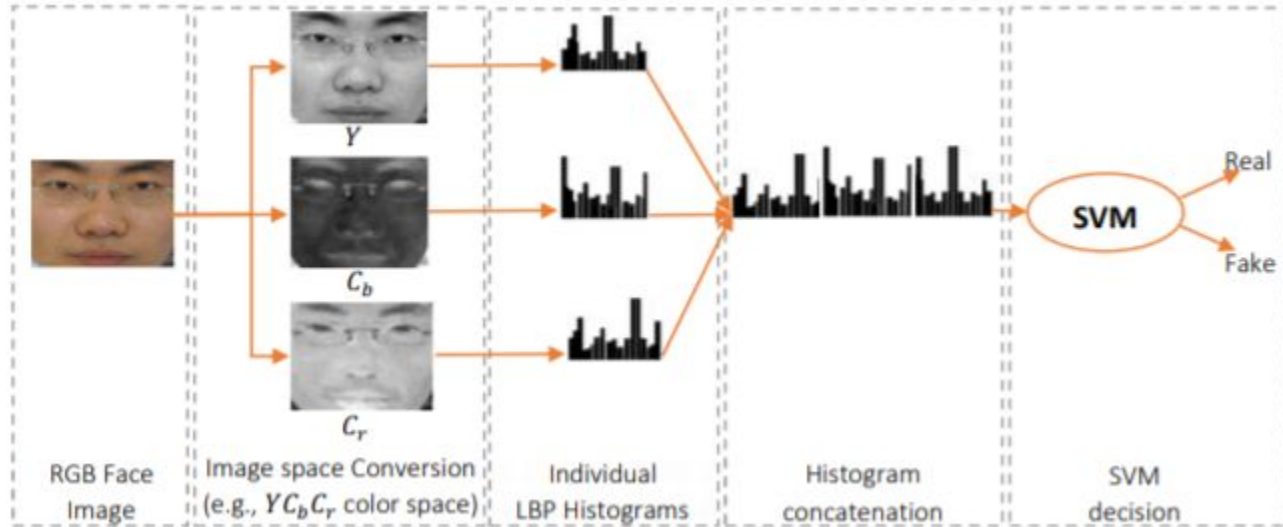 Y
C_b
C_r
SVM
Real
Fake
RGB Face
Image
Image space Conversion
(e.g., YC_bC_r color space)
Individual
LBP Histograms
Histogram
concatenation
SVM
decision